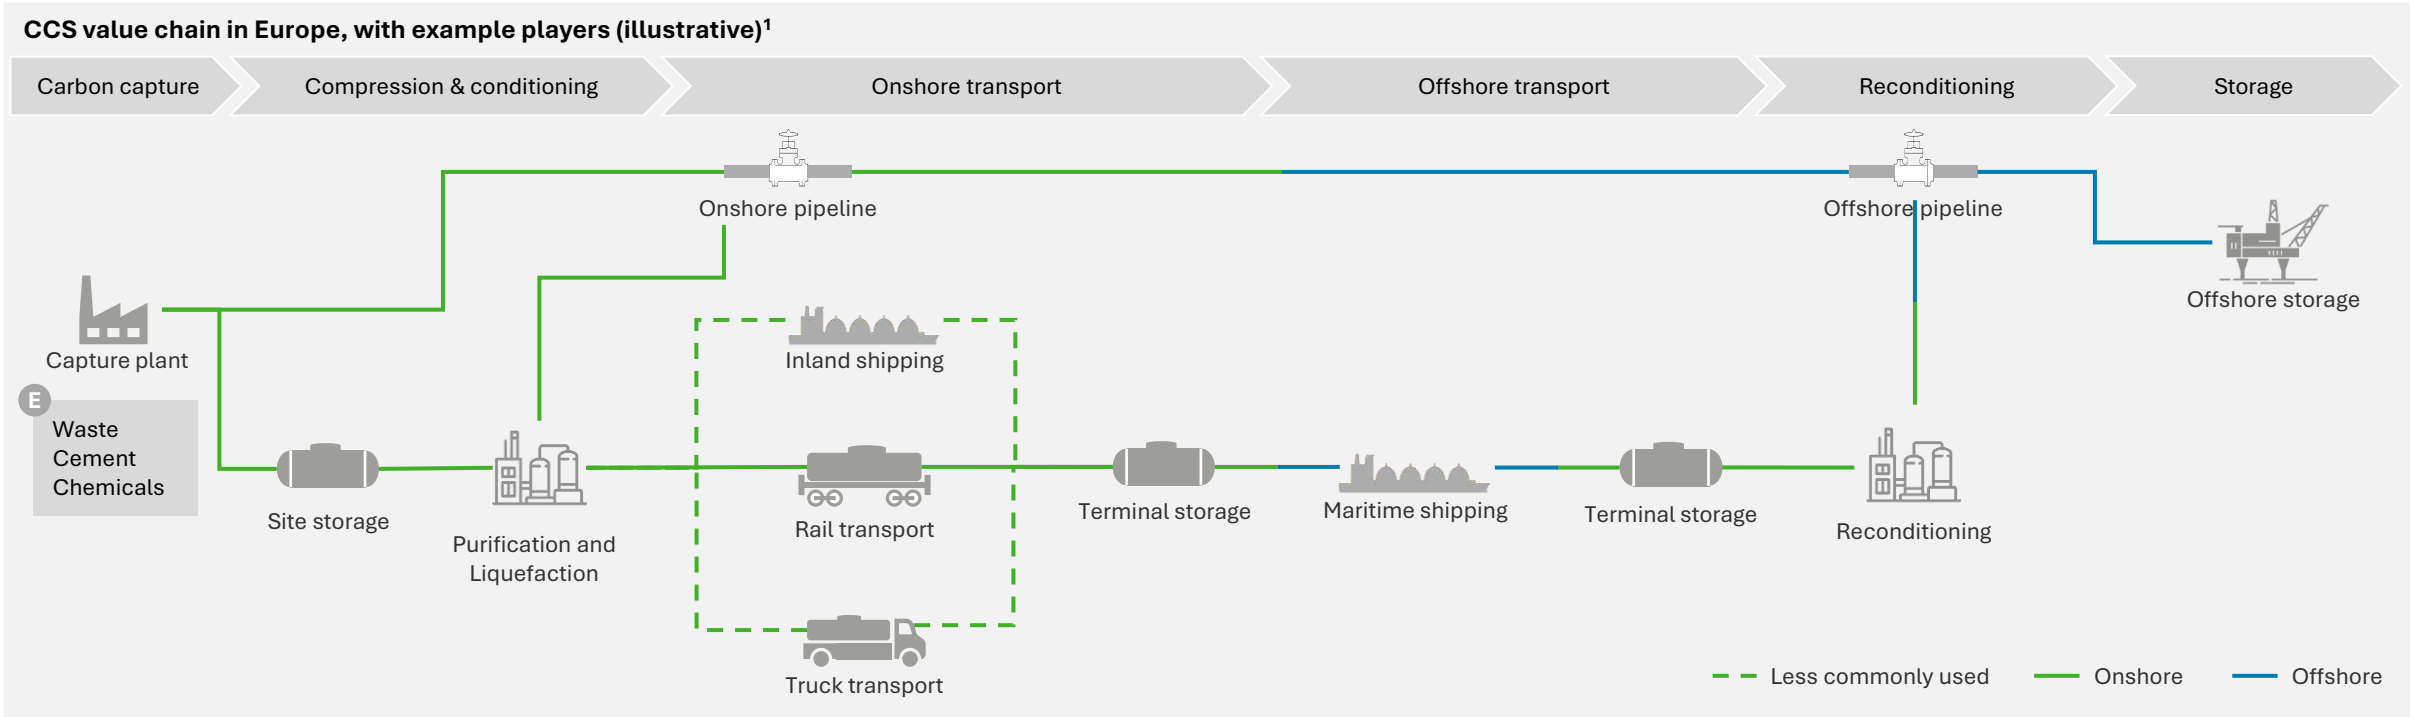 CCS value chain in Europe, with example players (illustrative)¹
Carbon capture
Compression & conditioning
Onshore transport
Offshore transport
Reconditioning
Storage
Onshore pipeline
Offshore pipeline
Offshore storage
Capture plant
Inland shipping
E
Waste
Cement
Chemicals
Site storage
Purification and
Liquefaction
Rail transport
Terminal storage
Maritime shipping
Terminal storage
Reconditioning
Truck transport
Less commonly used
Onshore
Offshore